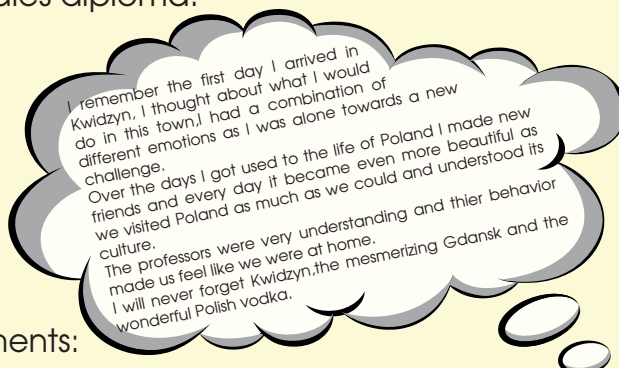 ales diploma.
I remember the first day I arrived in
Kwidzyn, I thought about what I would
do in this town,I had a combination of
different emotions as I was alone towards a new
challenge.
Over the days I got used to the life of Poland I made new
friends and every day it became even more beautiful as
we visited Poland as much as we could and understood its
culture.
The professors were very understanding and thier behavior
made us feel like we were at home.
I will never forget Kwidzyn,the mesmerizing Gdansk and the
wonderful Polish vodka.
nents: